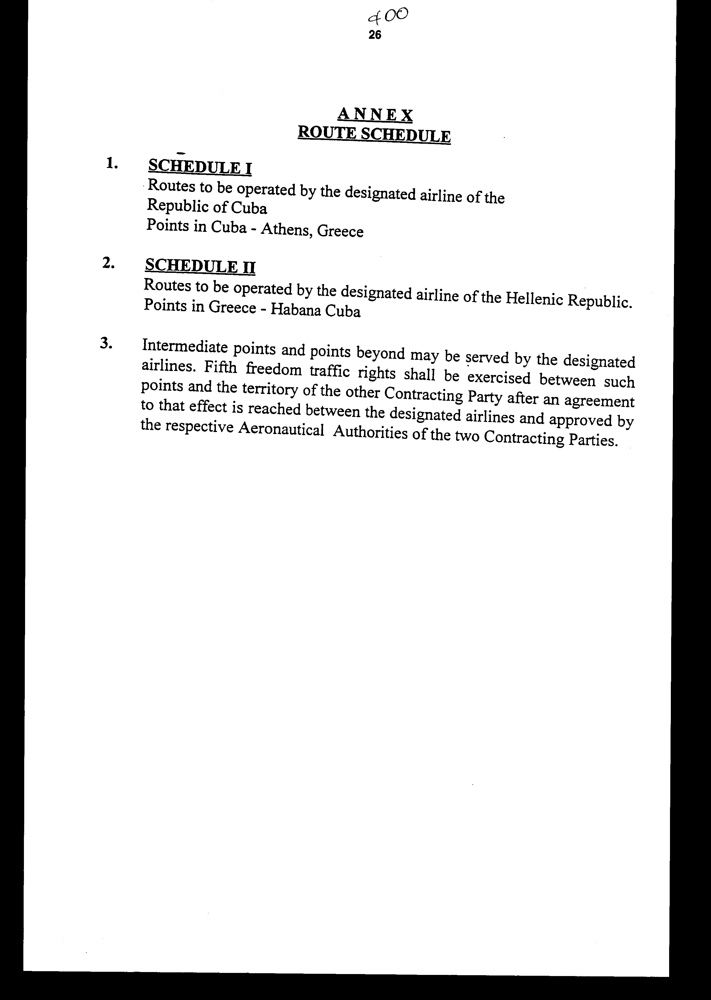 400
26
A N N E X
ROUTE SCHEDULE
1. SCHEDULE I
Routes to be operated by the designated airline of the
Republic of Cuba
Points in Cuba - Athens, Greece
2. SCHEDULE II
Routes to be operated by the designated airline of the Hellenic Republic.
Points in Greece - Habana Cuba
3. Intermediate points and points beyond may be served by the designated
airlines. Fifth freedom traffic rights shall be exercised between such
points and the territory of the other Contracting Party after an agreement
to that effect is reached between the designated airlines and approved by
the respective Aeronautical Authorities of the two Contracting Parties.